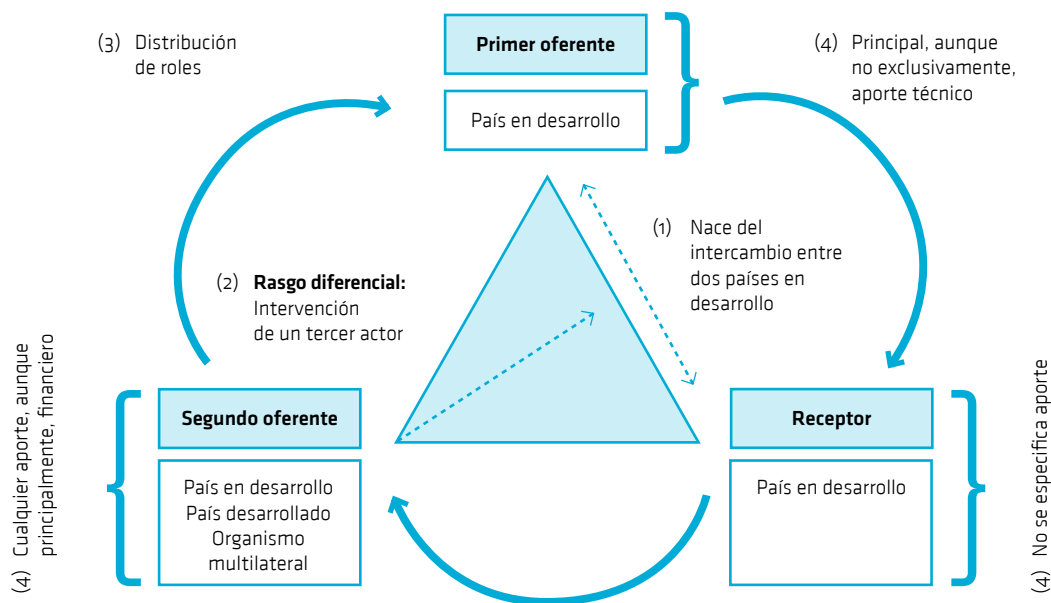 (3) Distribución
de roles
Primer oferente
País en desarrollo
(4) Principal, aunque
no exclusivamente,
aporte técnico
(1) Nace del
intercambio entre
dos países en
desarrollo
(2) Rasgo diferencial:
Intervención
de un tercer actor
(4) Cualquier aporte, aunque
principalmente, financiero
Segundo oferente
País en desarrollo
País desarrollado
Organismo
multilateral
Receptor
País en desarrollo
(4) No se especifica aporte